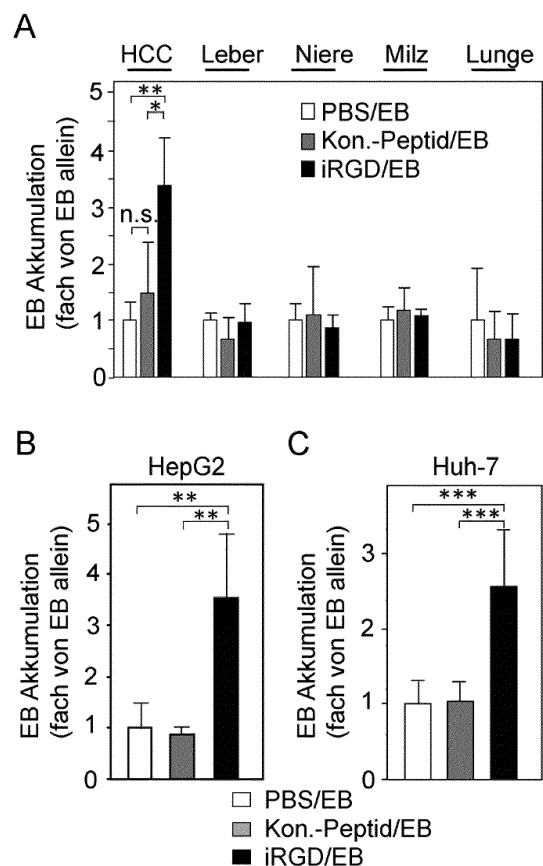 A
HCC Leber Niere Milz Lunge
EB Akkumulation
(fach von EB allein)
5
4
3
2
1
0
**
*
n.s.
PBS/EB
Kon.-Peptid/EB
iRGD/EB
B
HepG2
EB Akkumulation
(fach von EB allein)
5
4
3
2
1
0
**
**
C
Huh-7
EB Akkumulation
(fach von EB allein)
3
2
1
0
***
***
PBS/EB
Kon.-Peptid/EB
iRGD/EB